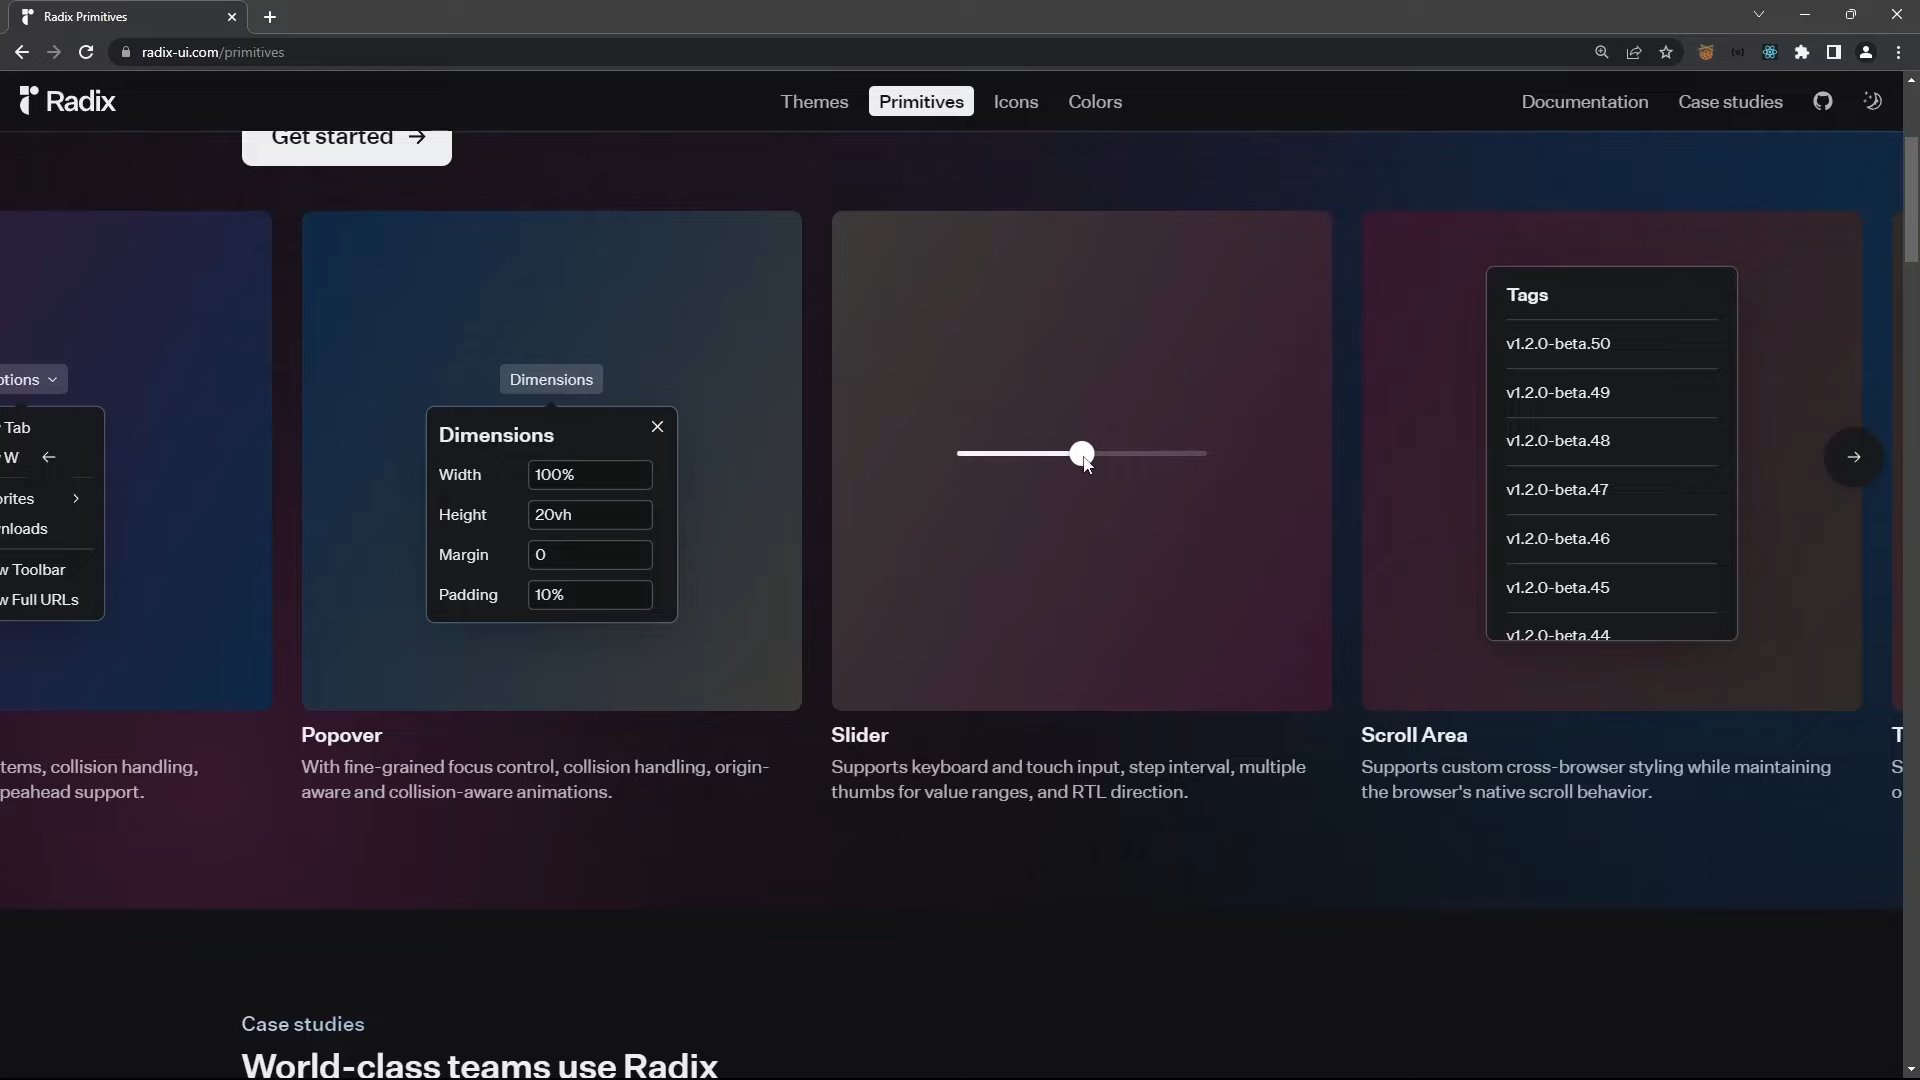 Radix Primitives
radix-ui.com/primitives
Radix
Themes
Primitives
Icons
Colors
Documentation
Case studies
Get started
ptions
Tab
W
rites
nloads
w Toolbar
w Full URLs
tems, collision handling,
peahead support.
Dimensions
Dimensions
Width 100%
Height 20vh
Margin 0
Padding 10%
Popover
With fine-grained focus control, collision handling, origin-
aware and collision-aware animations.
Slider
Supports keyboard and touch input, step interval, multiple
thumbs for value ranges, and RTL direction.
Tags
v1.2.0-beta.50
v1.2.0-beta.49
v1.2.0-beta.48
v1.2.0-beta.47
v1.2.0-beta.46
v1.2.0-beta.45
v1.2.0-beta.44
Scroll Area
Supports custom cross-browser styling while maintaining
the browser's native scroll behavior.
T
S
Case studies
World-class teams use Radix